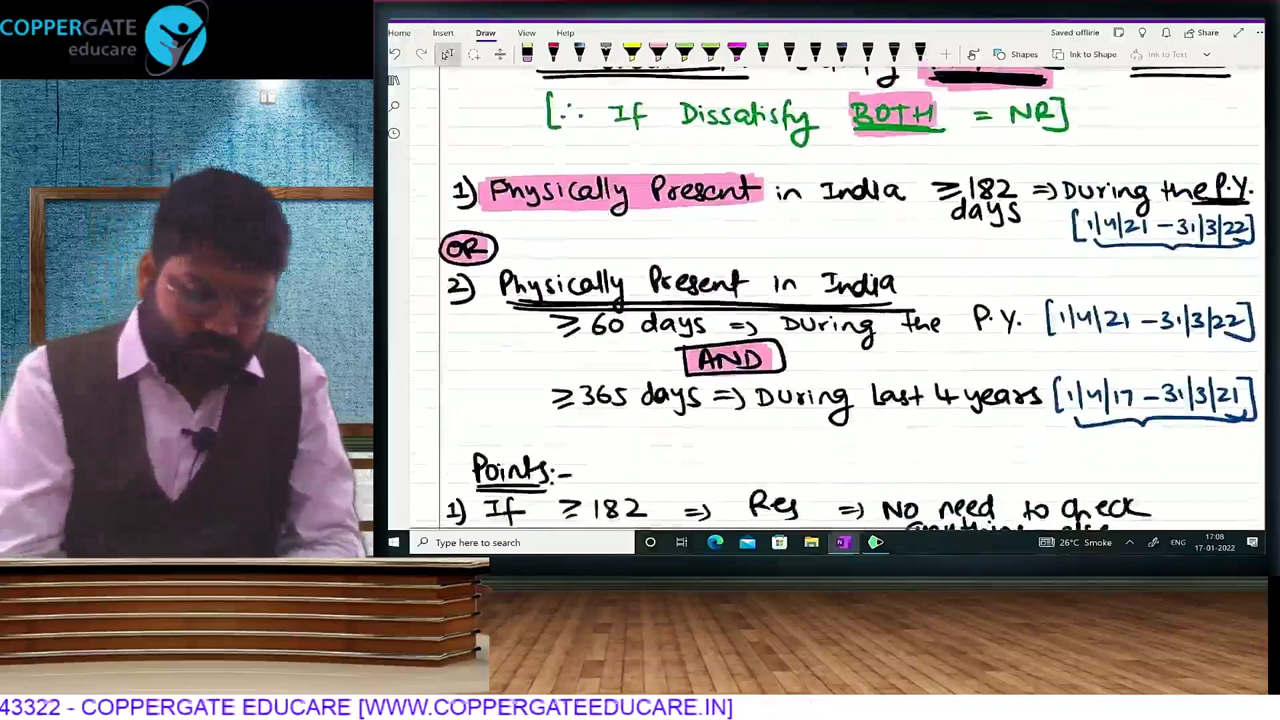 COPPERGATE
educare
Home Insert Draw View Help
Saved offline
Share
Shapes
Ink to Shape
Ink to Text
[∴ If Dissatisfy BOTH = NR]
1) Physically Present in India ≥182 days => During the P.Y.
[1/4/21 - 31/3/22]
OR
2) Physically Present in India
≥ 60 days => During the P.Y. [1/4/21 - 31/3/22]
AND
≥365 days => During last 4 years [1/4/17 - 31/3/21]
Points:-
1) If ≥ 182 => Res => No need to check
anything else
Type here to search
26°C Smoke
ENG
17:08
17-01-2022
43322 - COPPERGATE EDUCARE [WWW.COPPERGATEEDUCARE.IN]